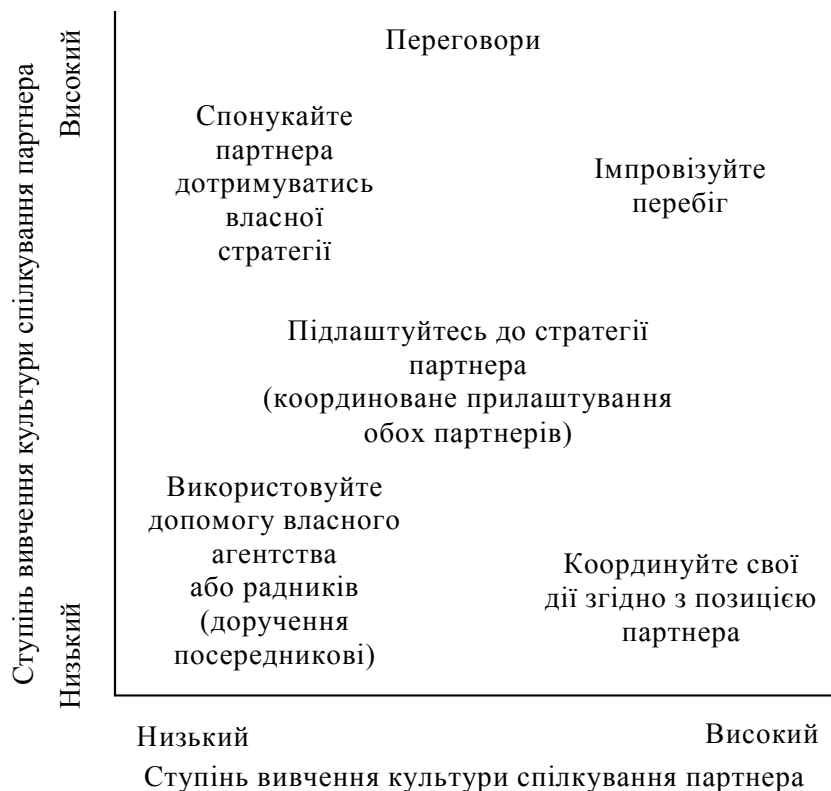 Ступінь вивчення культури спілкування партнера
Високий
Низький
Переговори
Спонукайте
партнера
дотримуватись
власної
стратегії
Імпровізуйте
перебіг
Підлаштуйтесь до стратегії
партнера
(координоване прилаштування
обох партнерів)
Використовуйте
допомогу власного
агентства
або радників
(доручення
посередникові)
Координуйте свої
дії згідно з позицією
партнера
Низький
Високий
Ступінь вивчення культури спілкування партнера